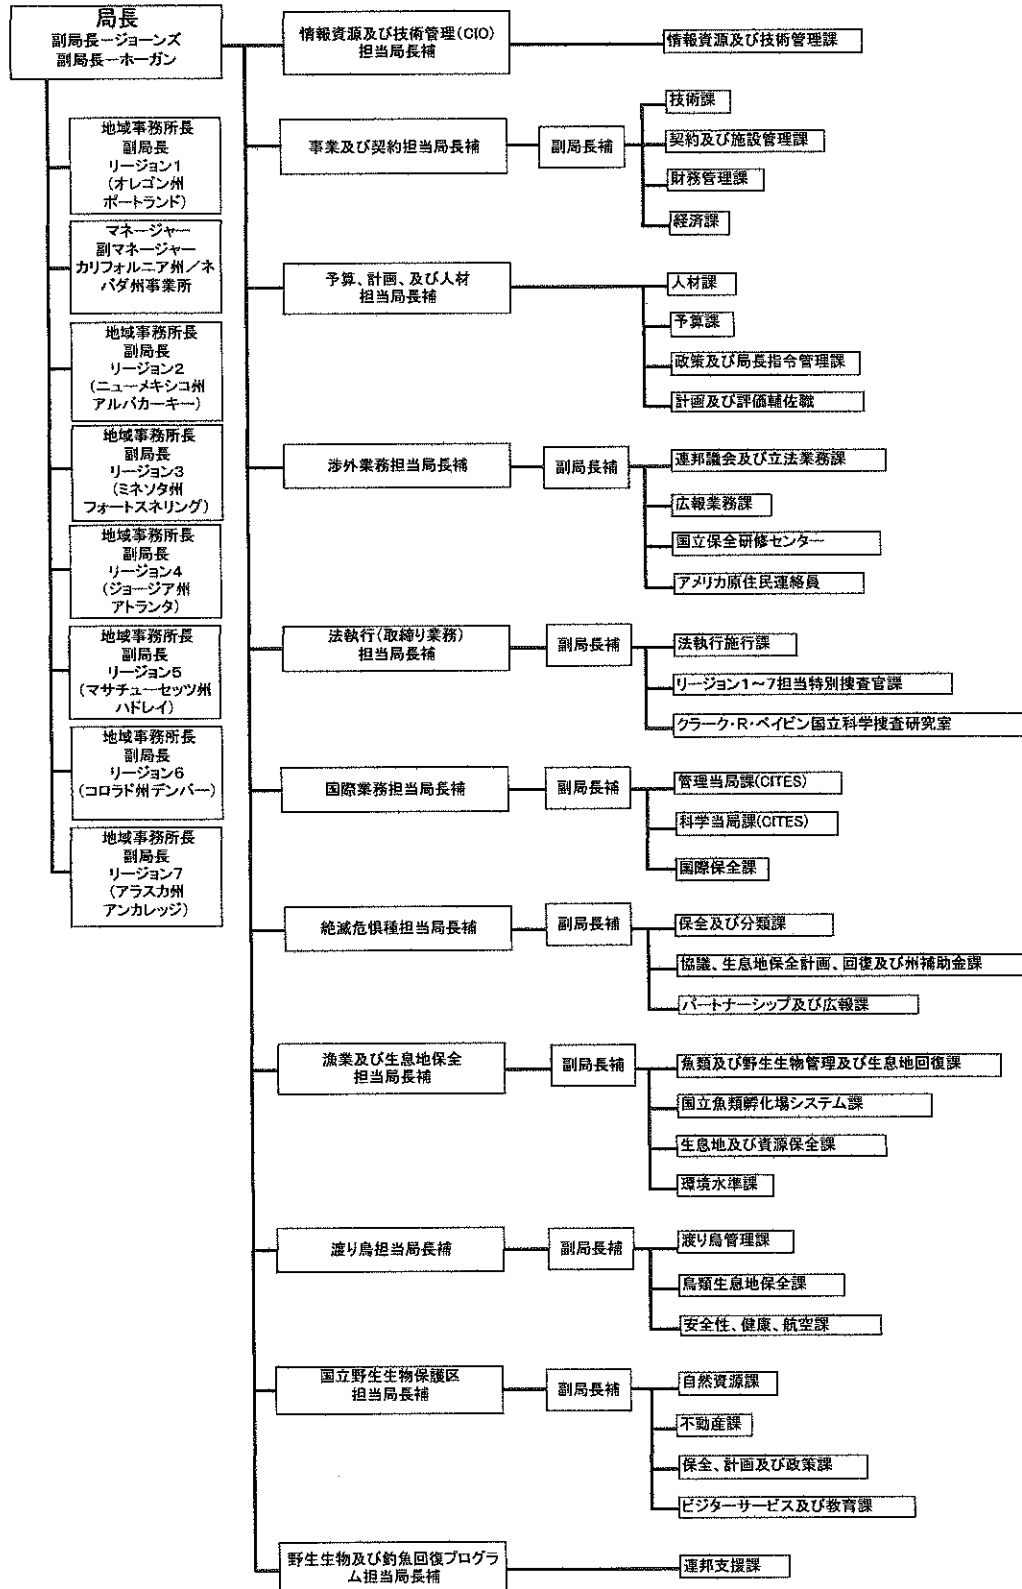 局長
副局長－ジョーンズ
副局長－ホーガン
地域事務所長
副局長
リージョン1
(オレゴン州
ポートランド)
マネージャー
副マネージャー
カリフォルニア州／ネ
バダ州事業所
地域事務所長
副局長
リージョン2
(ニューメキシコ州
アルバカーキー)
地域事務所長
副局長
リージョン3
(ミネソタ州
フォートスネリング)
地域事務所長
副局長
リージョン4
(ジョージア州
アトランタ)
地域事務所長
副局長
リージョン5
(マサチューセッツ州
ハドレイ)
地域事務所長
副局長
リージョン6
(コロラド州デンバー)
地域事務所長
副局長
リージョン7
(アラスカ州
アンカレッジ)
情報資源及び技術管理(CIO)
担当局長補
情報資源及び技術管理課
事業及び契約担当局長補
副局長補
技術課
契約及び施設管理課
財務管理課
経済課
予算、計画、及び人材
担当局長補
人材課
予算課
政策及び局長指令管理課
計画及び評価輔佐職
渉外業務担当局長補
副局長補
連邦議会及び立法業務課
広報業務課
国立保全研修センター
アメリカ原住民連絡員
法執行(取締り業務)
担当局長補
副局長補
法執行施行課
リージョン1～7担当特別捜査官課
クラーク・R・ベイビン国立科学捜査研究室
国際業務担当局長補
副局長補
管理当局課(CITES)
科学当局課(CITES)
国際保全課
絶滅危惧種担当局長補
副局長補
保全及び分類課
協議、生息地保全計画、回復及び州補助金課
パートナーシップ及び広報課
漁業及び生息地保全
担当局長補
副局長補
魚類及び野生生物管理及び生息地回復課
国立魚類孵化場システム課
生息地及び資源保全課
環境水準課
渡り鳥担当局長補
副局長補
渡り鳥管理課
鳥類生息地保全課
安全性、健康、航空課
国立野生生物保護区
担当局長補
副局長補
自然資源課
不動産課
保全、計画及び政策課
ビジターサービス及び教育課
野生生物及び釣魚回復プログラ
ム担当局長補
連邦支援課